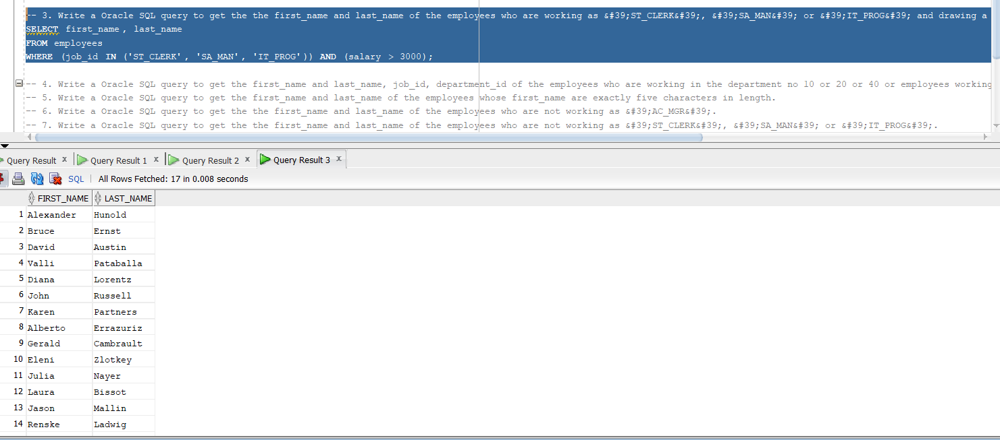 -- 3. Write a Oracle SQL query to get the the first_name and last_name of the employees who are working as &#39;ST_CLERK&#39;, &#39;SA_MAN&#39; or &#39;IT_PROG&#39; and drawing a
SELECT first_name, last_name
FROM employees
WHERE (job_id IN ('ST_CLERK', 'SA_MAN', 'IT_PROG')) AND (salary > 3000);
-- 4. Write a Oracle SQL query to get the first_name and last_name, job_id, department_id of the employees who are working in the department no 10 or 20 or 40 or employees working
-- 5. Write a Oracle SQL query to get the first_name and last_name of the employees whose first_name are exactly five characters in length.
-- 6. Write a Oracle SQL query to get the the first_name and last_name of the employees who are not working as &#39;AC_MGR&#39;.
-- 7. Write a Oracle SQL query to get the the first_name and last_name of the employees who are not working as &#39;ST_CLERK&#39;, &#39;SA_MAN&#39; or &#39;IT_PROG&#39;.
Query Result x Query Result 1 x Query Result 2 x Query Result 3 x
SQL All Rows Fetched: 17 in 0.008 seconds
FIRST_NAME LAST_NAME
1 Alexander Hunold
2 Bruce Ernst
3 David Austin
4 Valli Pataballa
5 Diana Lorentz
6 John Russell
7 Karen Partners
8 Alberto Errazuriz
9 Gerald Cambrault
10 Eleni Zlotkey
11 Julia Nayer
12 Laura Bissot
13 Jason Mallin
14 Renske Ladwig